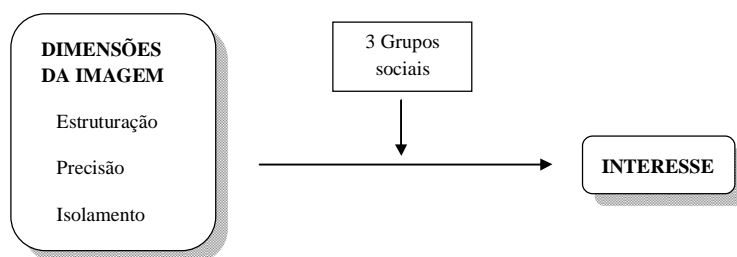 DIMENSÕES
DA IMAGEM
Estruturação
Precisão
Isolamento
3 Grupos
sociais
INTERESSE